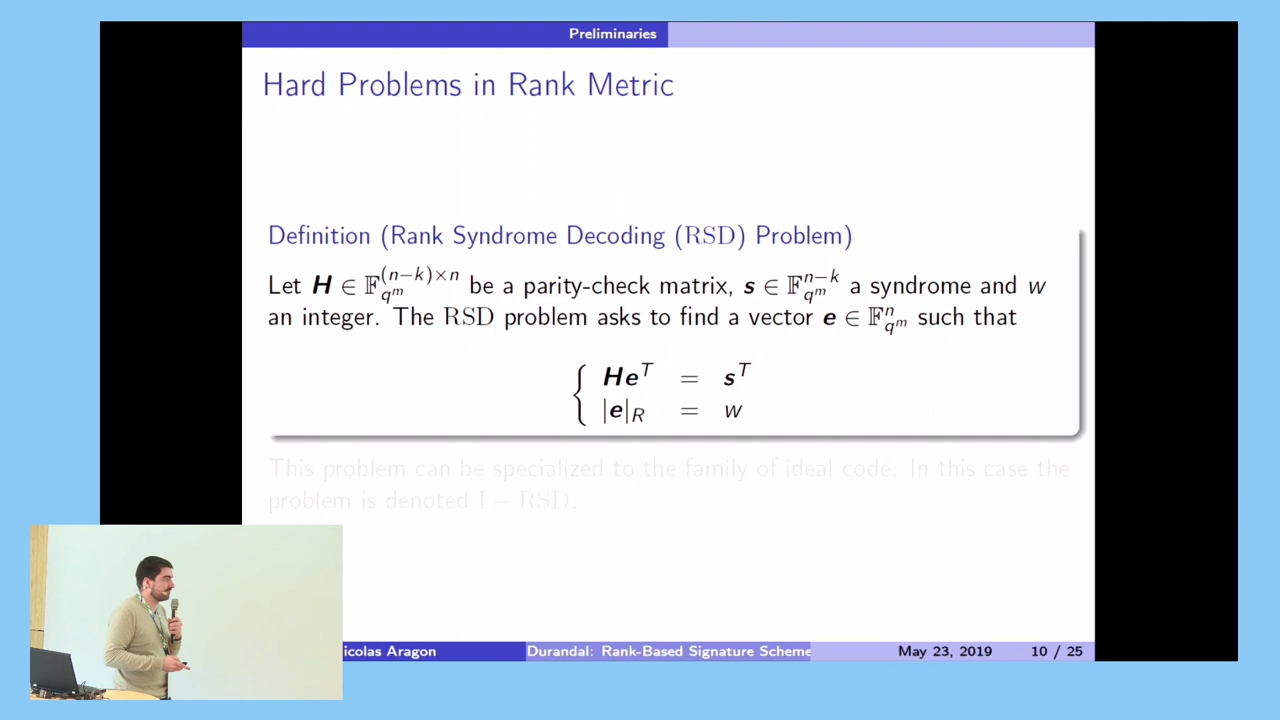 Preliminaries
Hard Problems in Rank Metric
Definition (Rank Syndrome Decoding (RSD) Problem)
Let H ∈ 𝔽_{q^m}^{(n−k)×n} be a parity-check matrix, s ∈ 𝔽_{q^m}^{n−k} a syndrome and w
an integer. The RSD problem asks to find a vector e ∈ 𝔽_{q^m}^{n} such that
{ He^T = s^T
|e|_R = w
This problem can be specialized to the family of ideal code. In this case the
problem is denoted I − RSD.
icolas Aragon Durandal: Rank-Based Signature Scheme May 23, 2019 10 / 25